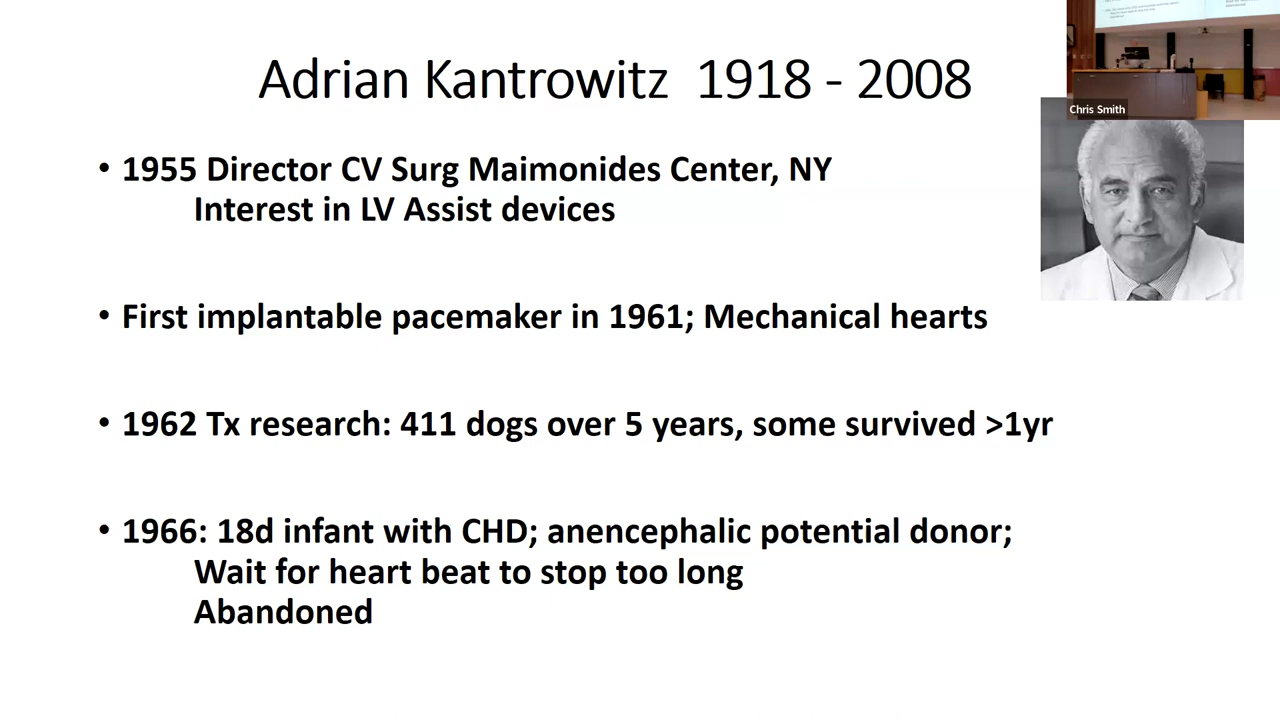 Adrian Kantrowitz 1918 - 2008
Chris Smith
• 1955 Director CV Surg Maimonides Center, NY
Interest in LV Assist devices
• First implantable pacemaker in 1961; Mechanical hearts
• 1962 Tx research: 411 dogs over 5 years, some survived >1yr
• 1966: 18d infant with CHD; anencephalic potential donor;
Wait for heart beat to stop too long
Abandoned